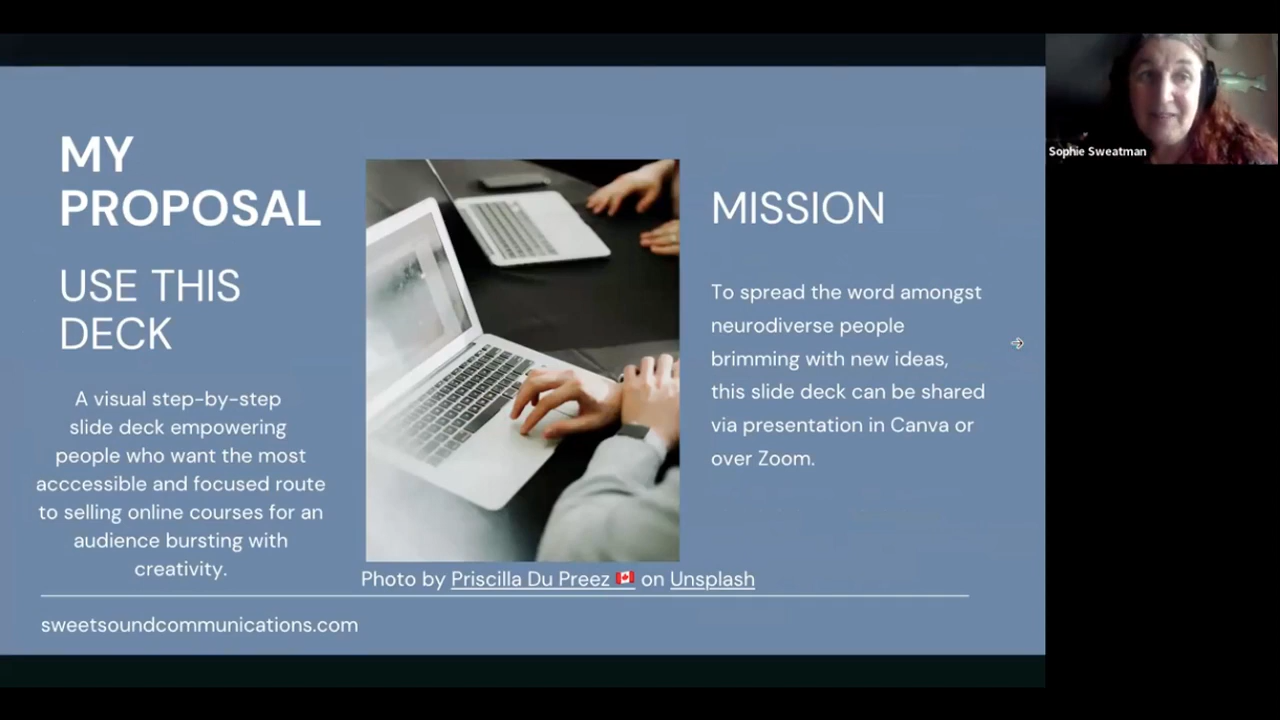 MY
PROPOSAL
USE THIS
DECK
A visual step-by-step
slide deck empowering
people who want the most
acccessible and focused route
to selling online courses for an
audience bursting with
creativity.
Photo by Priscilla Du Preez 🇨🇦 on Unsplash
MISSION
To spread the word amongst
neurodiverse people
brimming with new ideas,
this slide deck can be shared
via presentation in Canva or
over Zoom.
sweetsoundcommunications.com
Sophie Sweatman